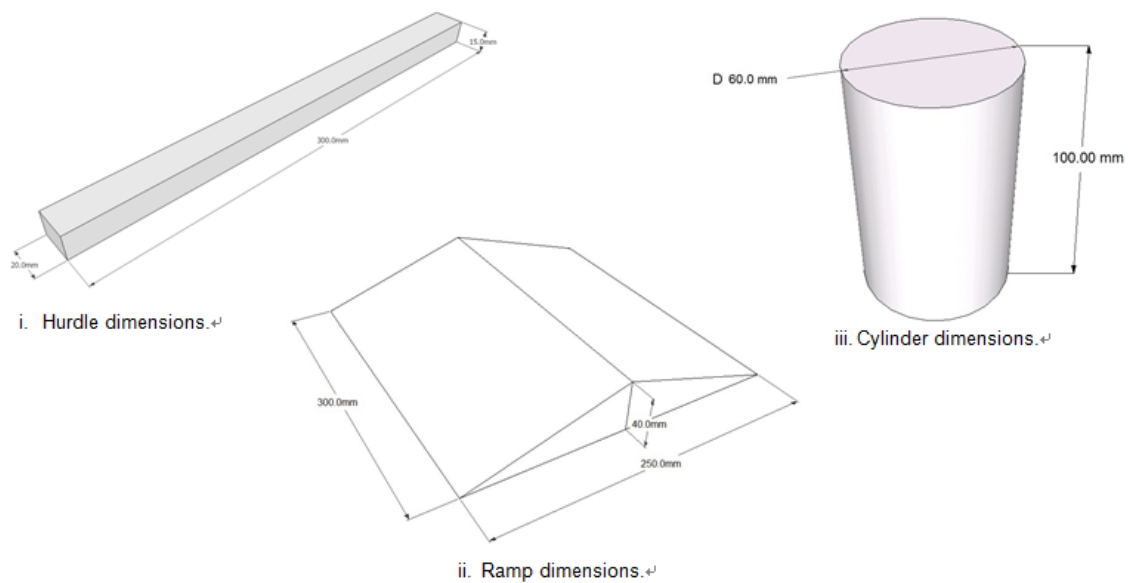 15.0mm
300.0mm
20.0mm
i. Hurdle dimensions.↵
D 60.0 mm
100.00 mm
iii. Cylinder dimensions.↵
300.0mm
40.0mm
250.0mm
ii. Ramp dimensions.↵